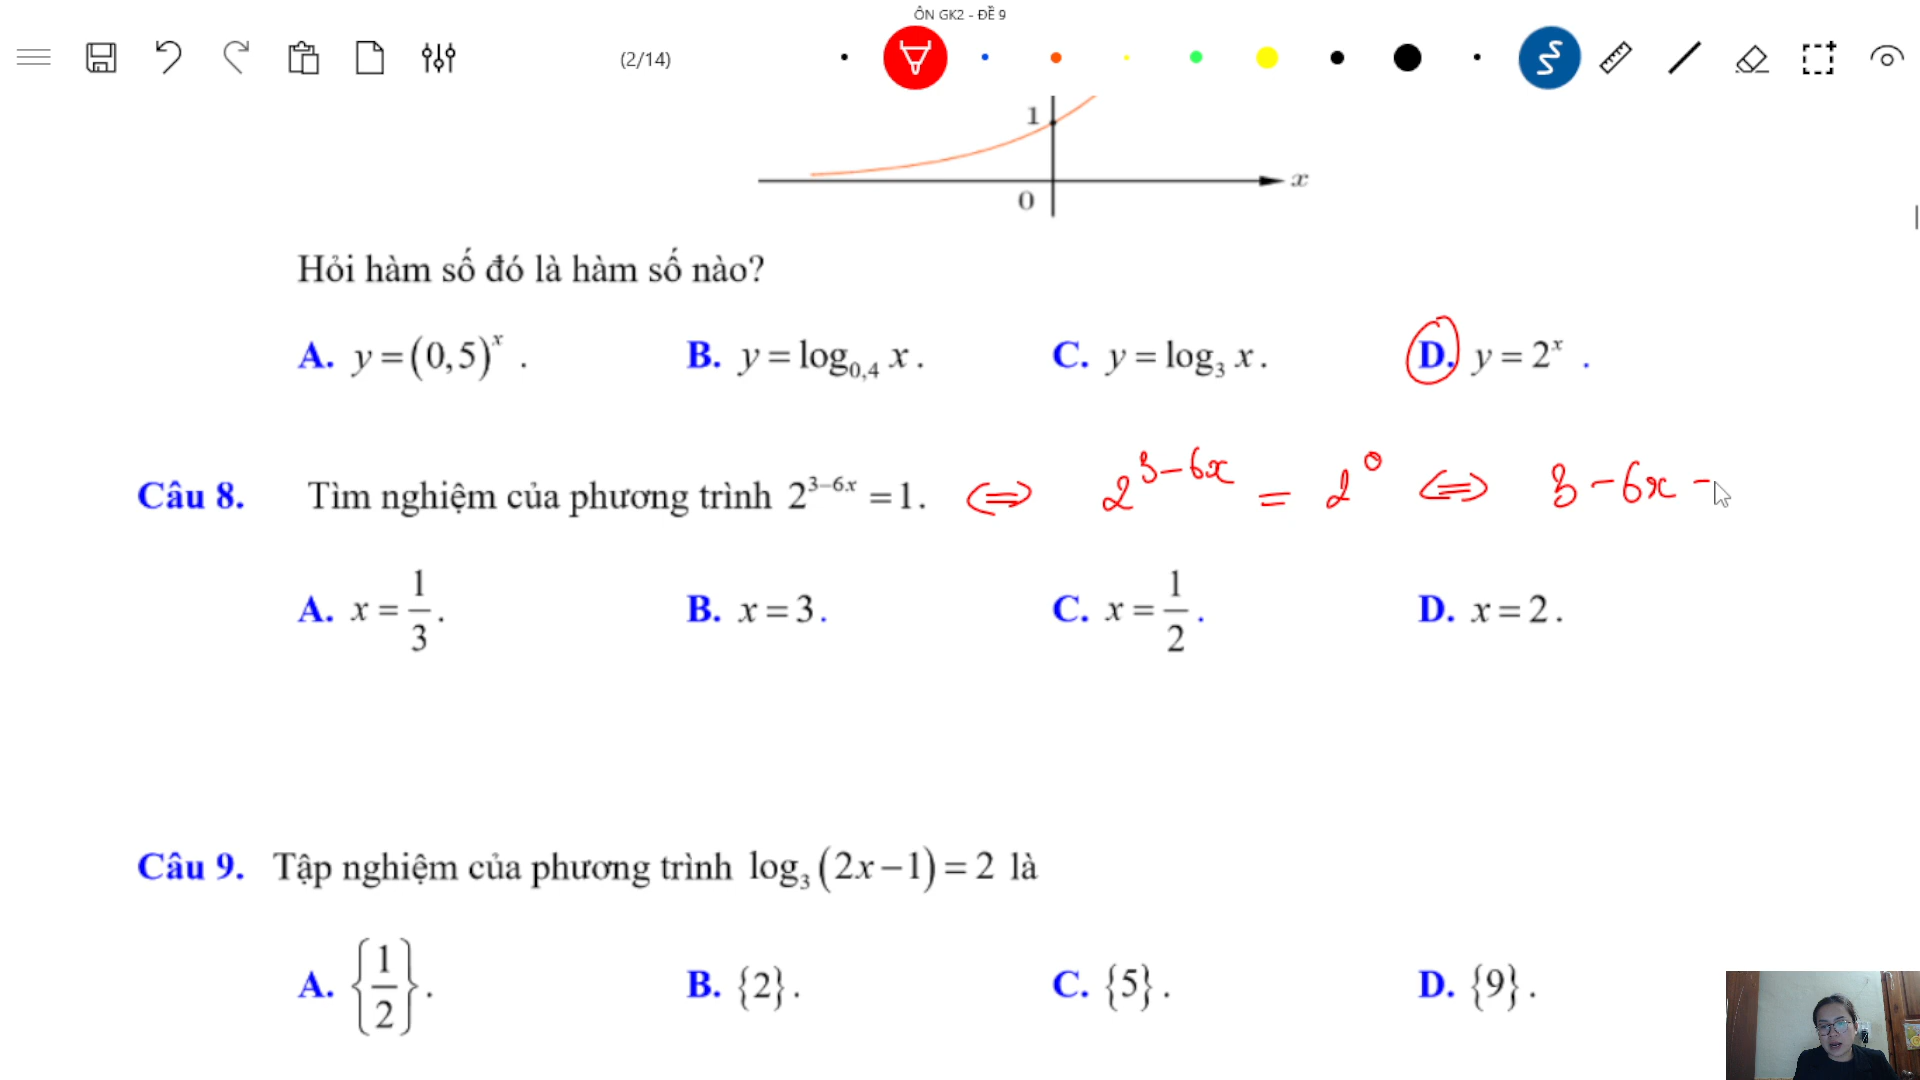 ÔN GK2 - ĐỀ 9
(2/14)
1
x
0
Hỏi hàm số đó là hàm số nào?
A. y = (0,5)^x . B. y = log_{0,4} x . C. y = log_3 x . D. y = 2^x .
Câu 8. Tìm nghiệm của phương trình 2^{3−6x} = 1. ⇔ 2^{3−6x} = 2^0 ⇔ 3 − 6x −
A. x = 1/3 . B. x = 3 . C. x = 1/2 . D. x = 2 .
Câu 9. Tập nghiệm của phương trình log_3 (2x−1) = 2 là
A. {1/2} . B. {2} . C. {5} . D. {9} .